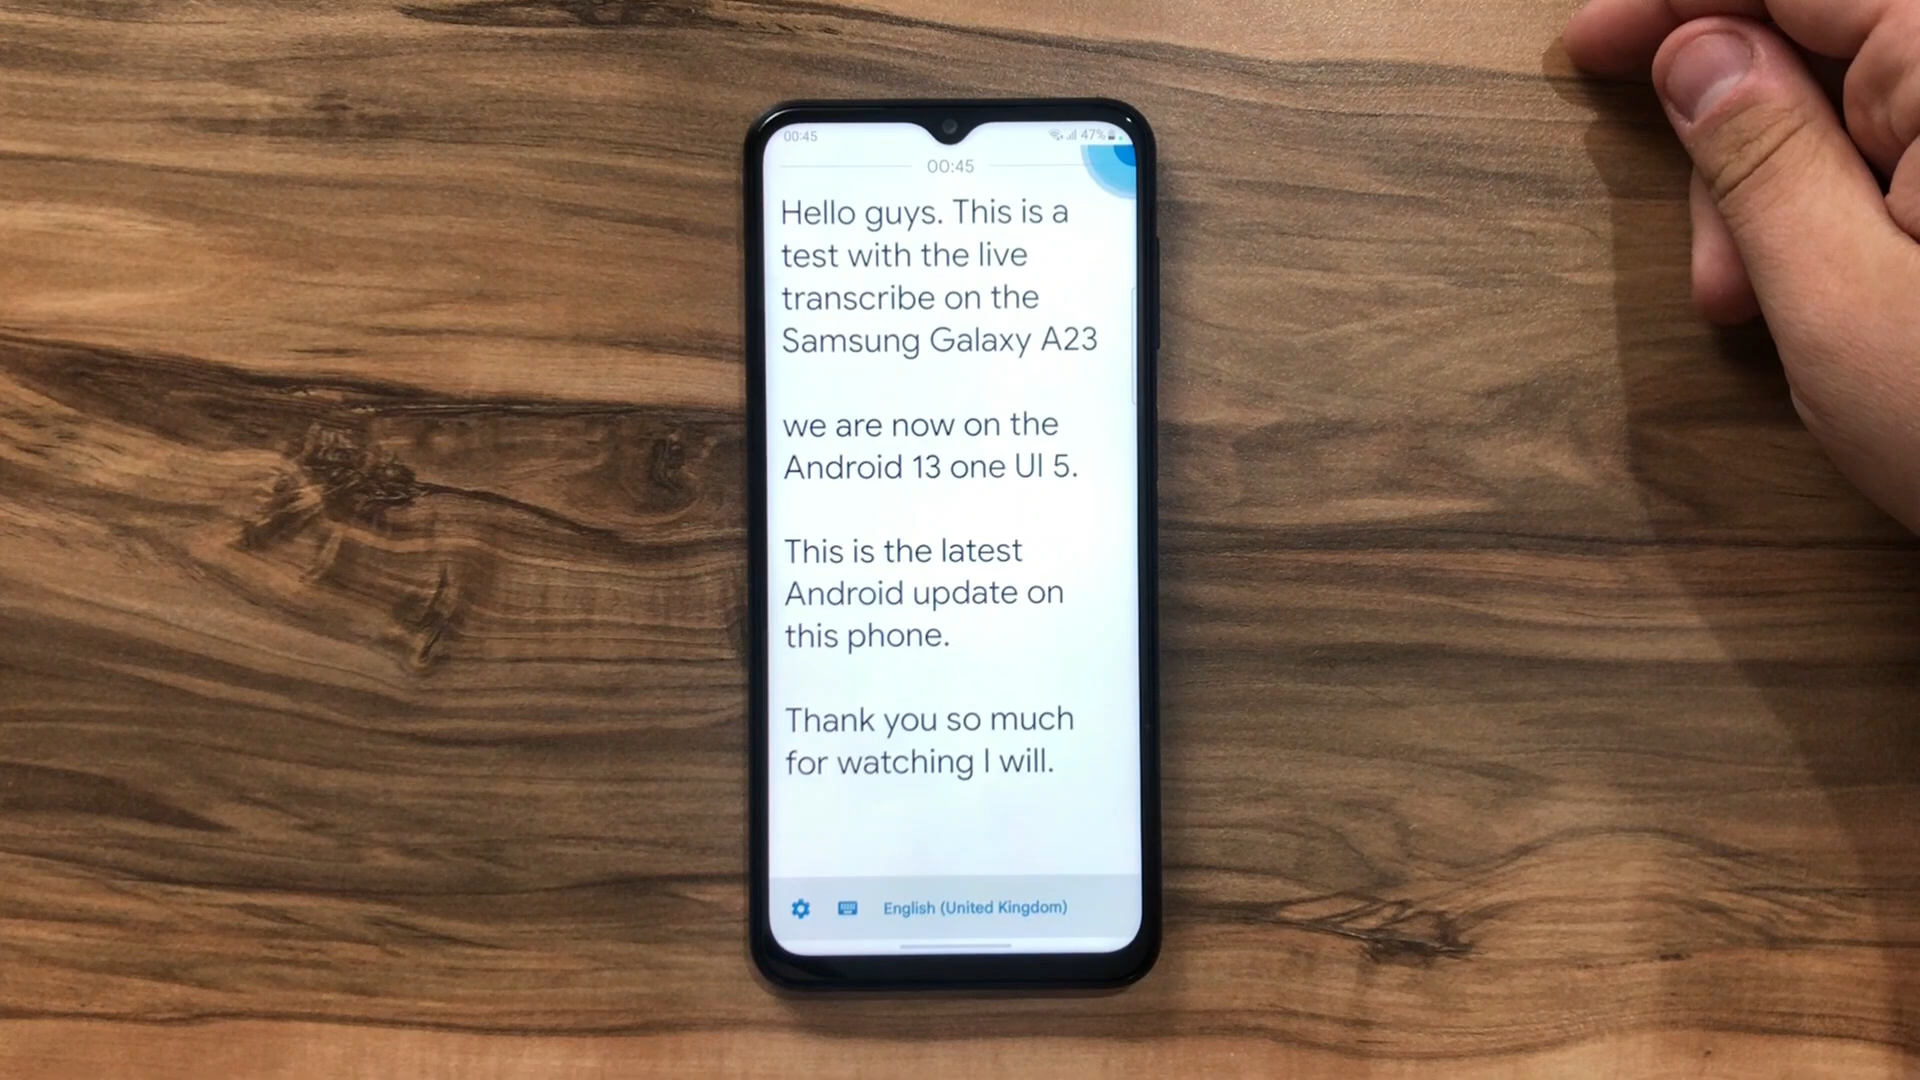 00:45 47%
00:45
Hello guys. This is a
test with the live
transcribe on the
Samsung Galaxy A23
we are now on the
Android 13 one UI 5.
This is the latest
Android update on
this phone.
Thank you so much
for watching I will.
English (United Kingdom)